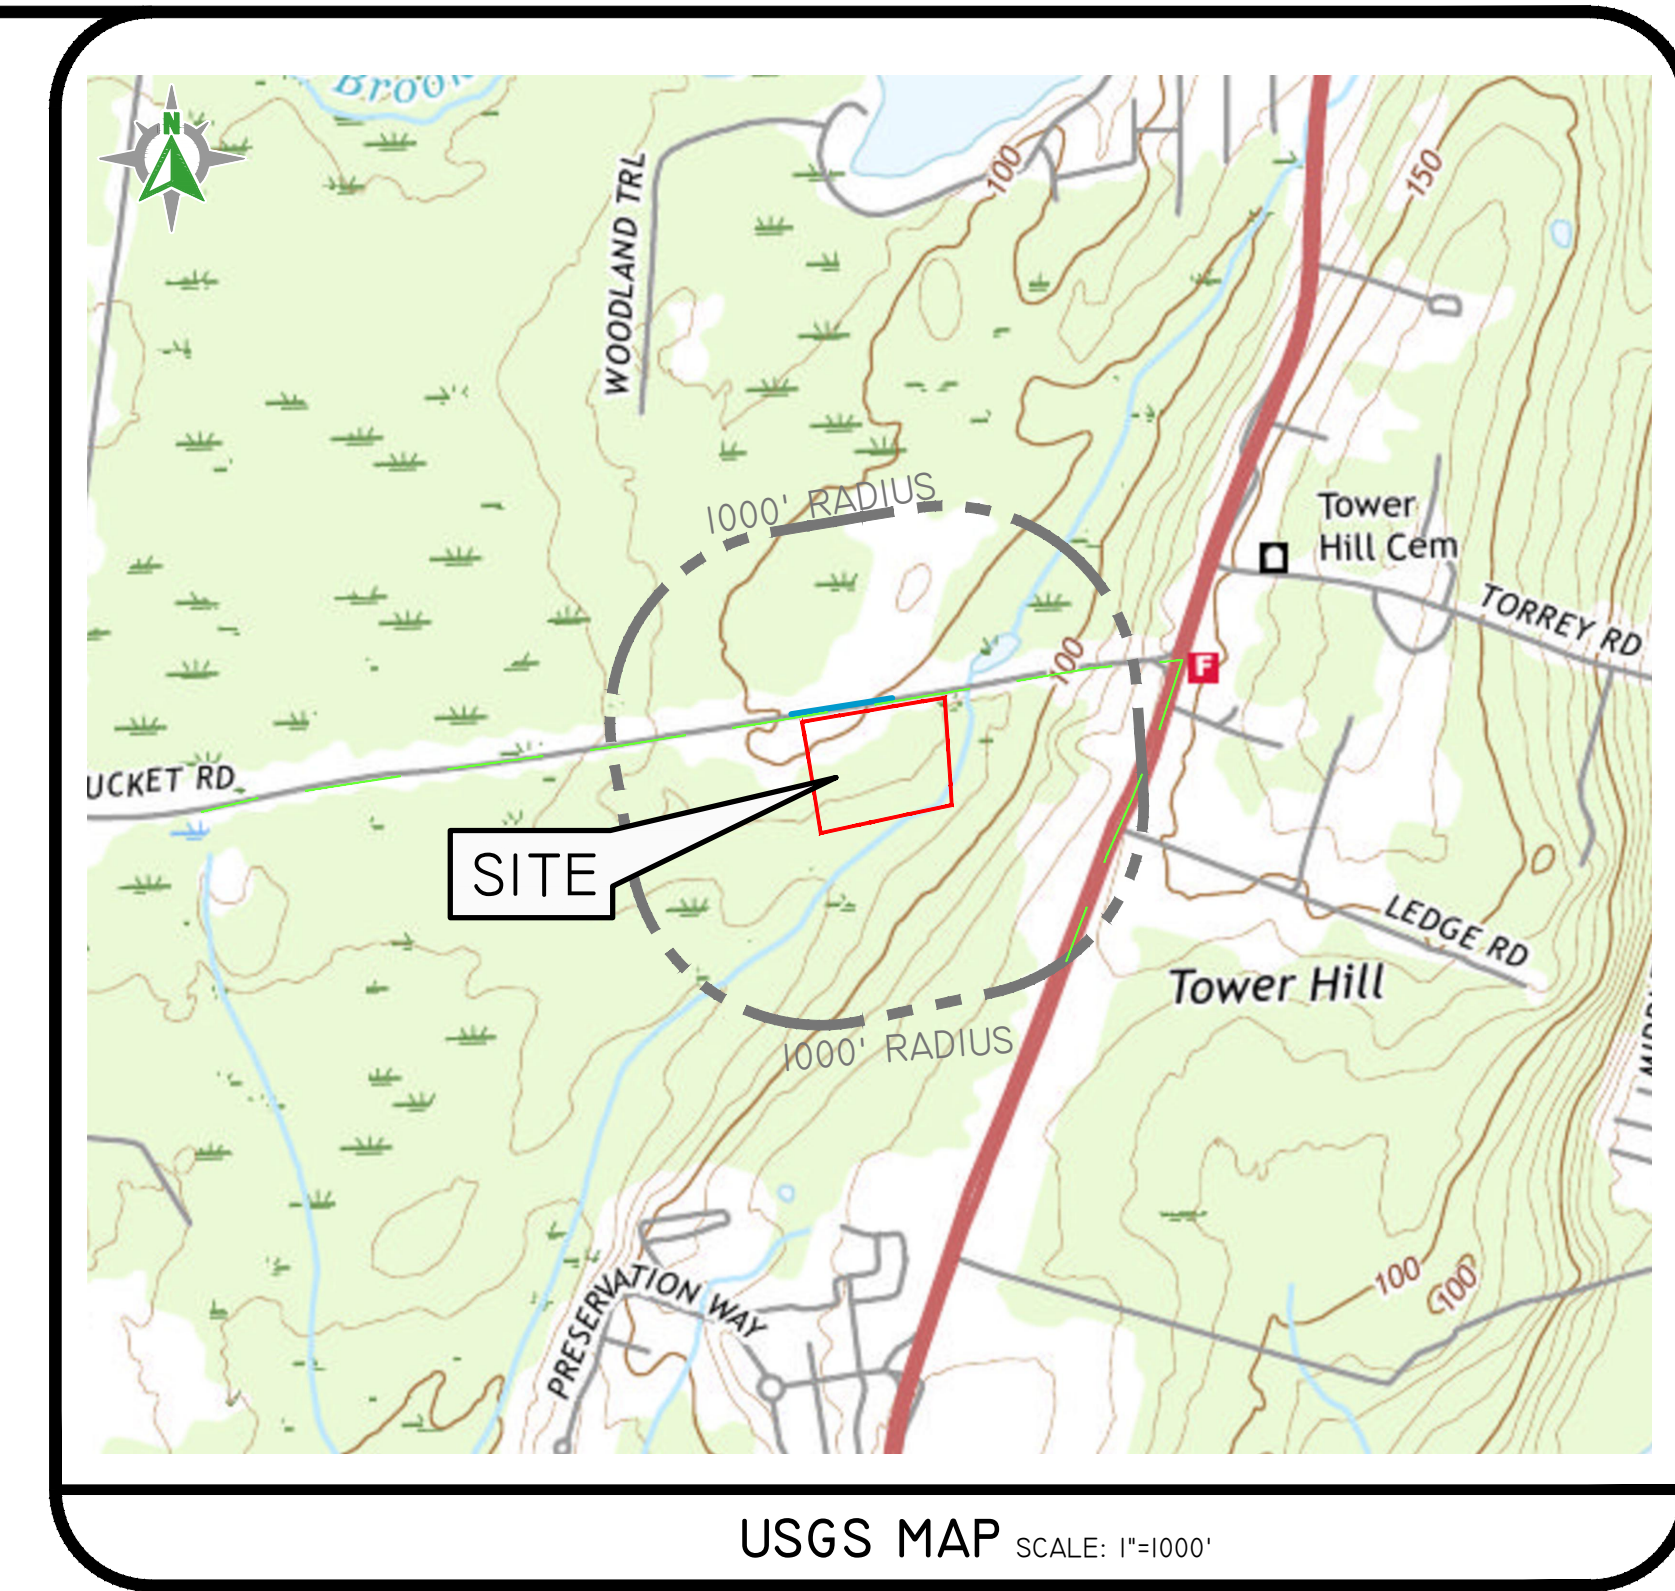 Brook
N
100
150
WOODLAND TRL
1000' RADIUS
Tower
Hill Cem
TORREY RD
100
F
UCKET RD
SITE
LEDGE RD
Tower Hill
1000' RADIUS
100
100
PRESERVATION WAY
USGS MAP SCALE: 1"=1000'